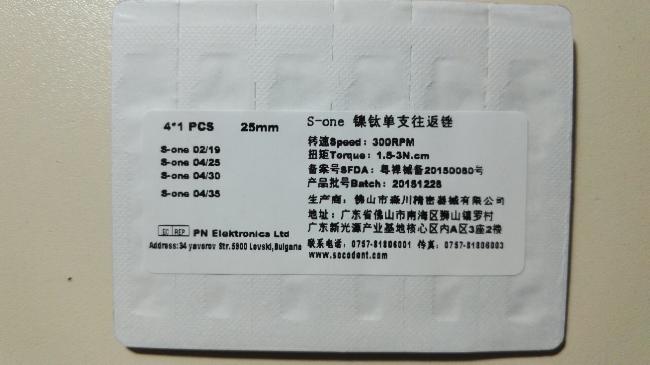 4*1 PCS 25mm
S-one 02/19
S-one 04/25
S-one 04/30
S-one 04/35
EC REP PN Elektronics Ltd
Address:34 yavorov Str.5900 Levski,Bulgaria
S-one 镍钛单支往返锉
转速Speed: 300RPM
扭矩Torque: 1.5-3N.cm
备案号SFDA: 粤禅械备20150080号
产品批号Batch: 20151225
生产商: 佛山市森川精密器械有限公司
地址: 广东省佛山市南海区狮山镇罗村
广东新光源产业基地核心区内A区3座2楼
联系电话: 0757-81806001 传真: 0757-81806003
www.socodent.com